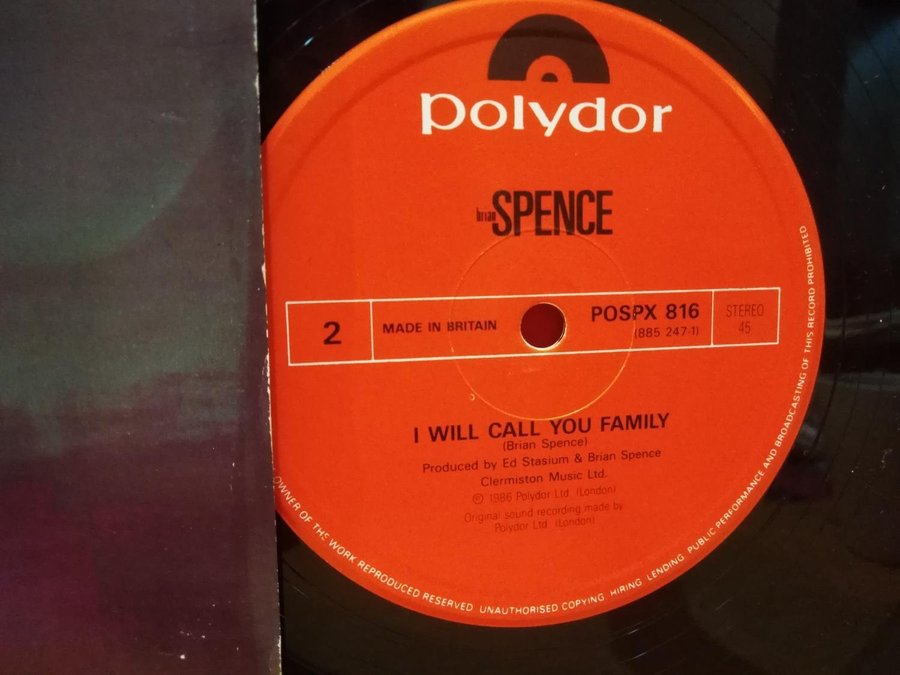 polydor
brian SPENCE
2
MADE IN BRITAIN
POSPX 816
(885 247-1)
STEREO
45
I WILL CALL YOU FAMILY
(Brian Spence)
Produced by Ed Stasium & Brian Spence
Clermiston Music Ltd.
℗ 1986 Polydor Ltd. (London)
Original sound recording made by
Polydor Ltd. (London)
OWNER OF THE WORK REPRODUCED RESERVED UNAUTHORISED COPYING HIRING LENDING PUBLIC PERFORMANCE AND BROADCASTING OF THIS RECORD PROHIBITED